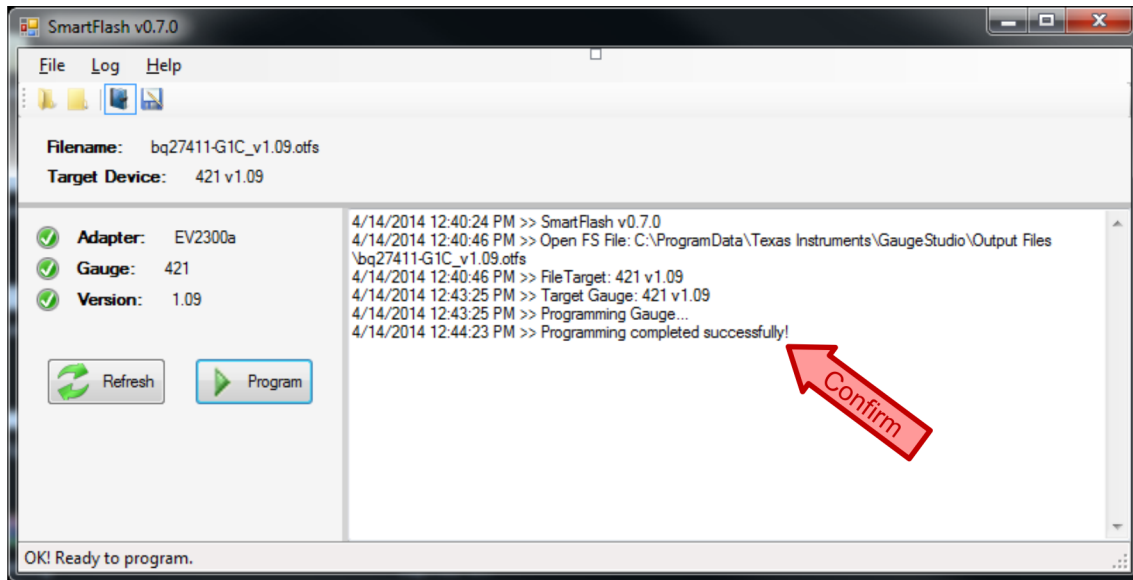 SmartFlash v0.7.0
File Log Help
Filename: bq27411-G1C_v1.09.otfs
Target Device: 421 v1.09
Adapter: EV2300a
Gauge: 421
Version: 1.09
Refresh
Program
4/14/2014 12:40:24 PM >> SmartFlash v0.7.0
4/14/2014 12:40:46 PM >> Open FS File: C:\ProgramData\Texas Instruments\GaugeStudio\Output Files
\bq27411-G1C_v1.09.otfs
4/14/2014 12:40:46 PM >> FileTarget: 421 v1.09
4/14/2014 12:43:25 PM >> Target Gauge: 421 v1.09
4/14/2014 12:43:25 PM >> Programming Gauge...
4/14/2014 12:44:23 PM >> Programming completed successfully!
Confirm
OK! Ready to program.